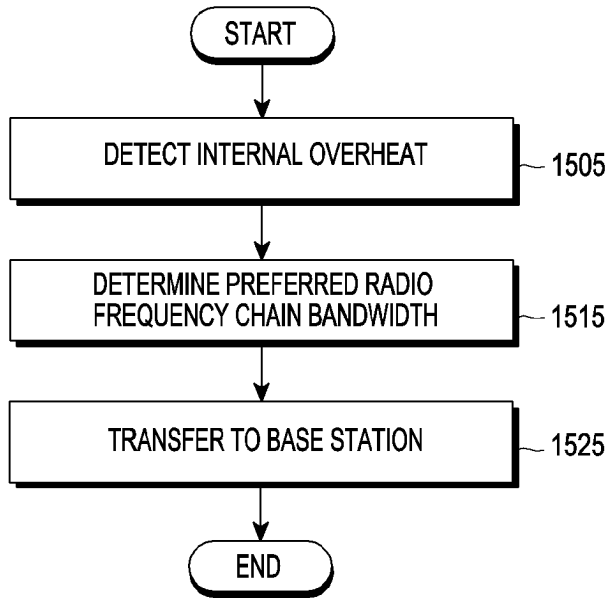 START
DETECT INTERNAL OVERHEAT
1505
DETERMINE PREFERRED RADIO
FREQUENCY CHAIN BANDWIDTH
1515
TRANSFER TO BASE STATION
1525
END